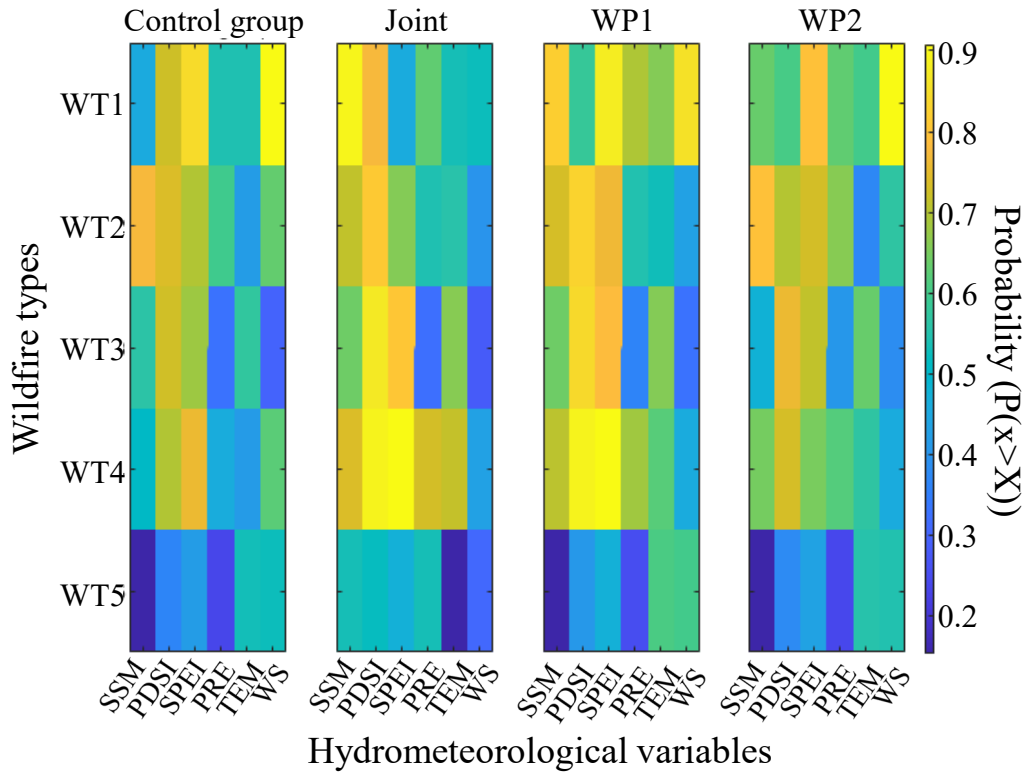 Control group
Joint
WP1
WP2
WT1
WT2
WT3
WT4
WT5
Wildfire types
SSM
PDSI
SPEI
PRE
TEM
WS
SSM
PDSI
SPEI
PRE
TEM
WS
SSM
PDSI
SPEI
PRE
TEM
WS
SSM
PDSI
SPEI
PRE
TEM
WS
Hydrometeorological variables
0.9
0.8
0.7
0.6
0.5
0.4
0.3
0.2
Probability (P(x>X))